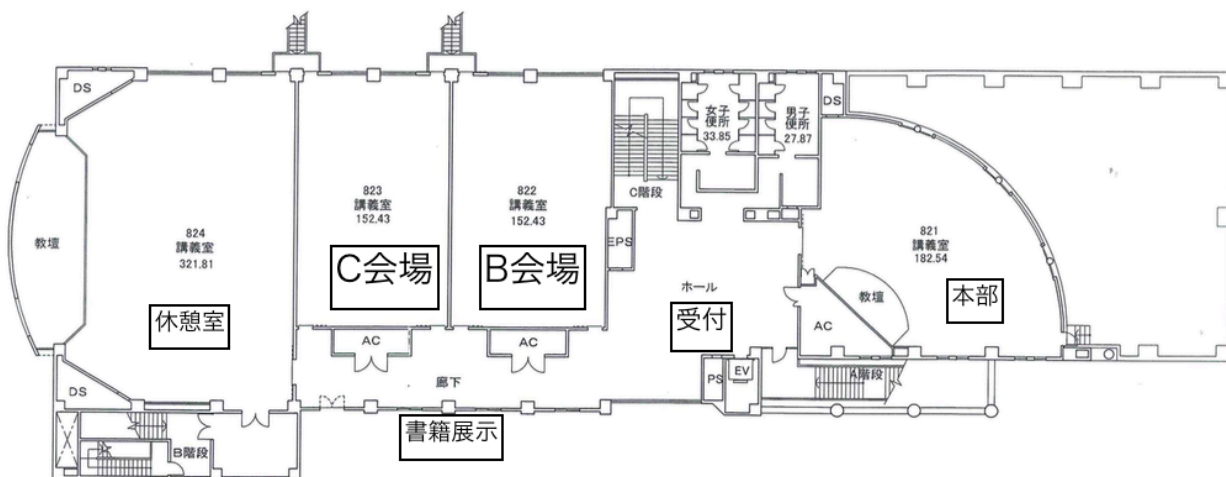 DS
教壇
824
講義室
321.81
休憩室
DS
B階段
823
講義室
152.43
C会場
AC
822
講義室
152.43
B会場
AC
廊下
書籍展示
C階段
EPS
女子
便所
33.85
男子
便所
27.87
DS
ホール
受付
PS
EV
A階段
821
講義室
182.54
本部
教壇
AC